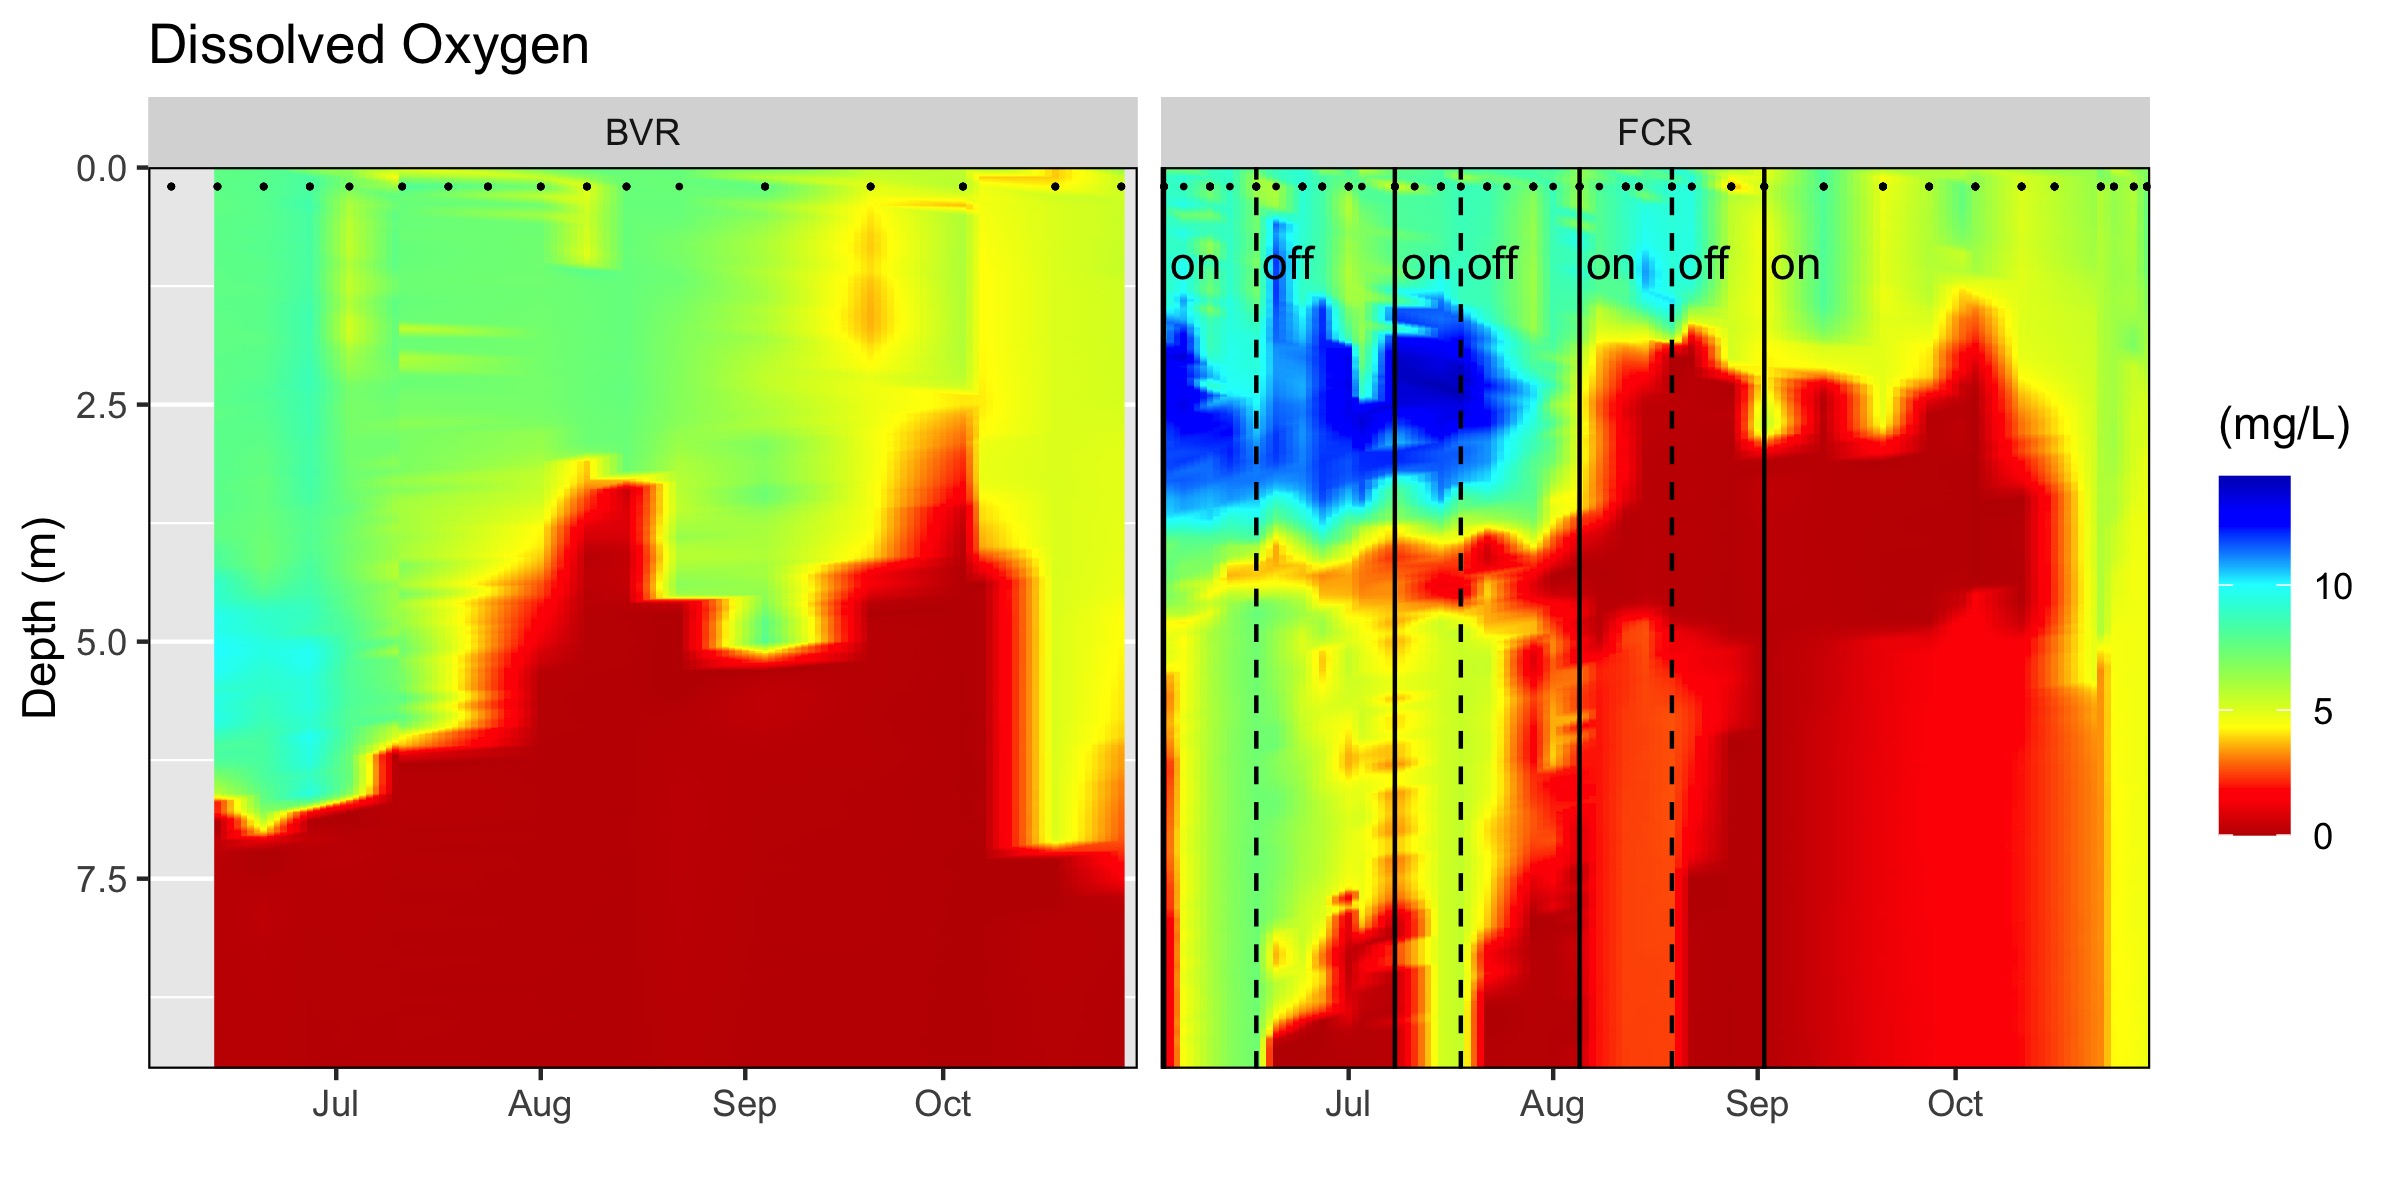 Dissolved Oxygen
BVR
FCR
0.0
2.5
5.0
7.5
Depth (m)
on
off
on
off
on
off
on
Jul
Aug
Sep
Oct
Jul
Aug
Sep
Oct
(mg/L)
10
5
0